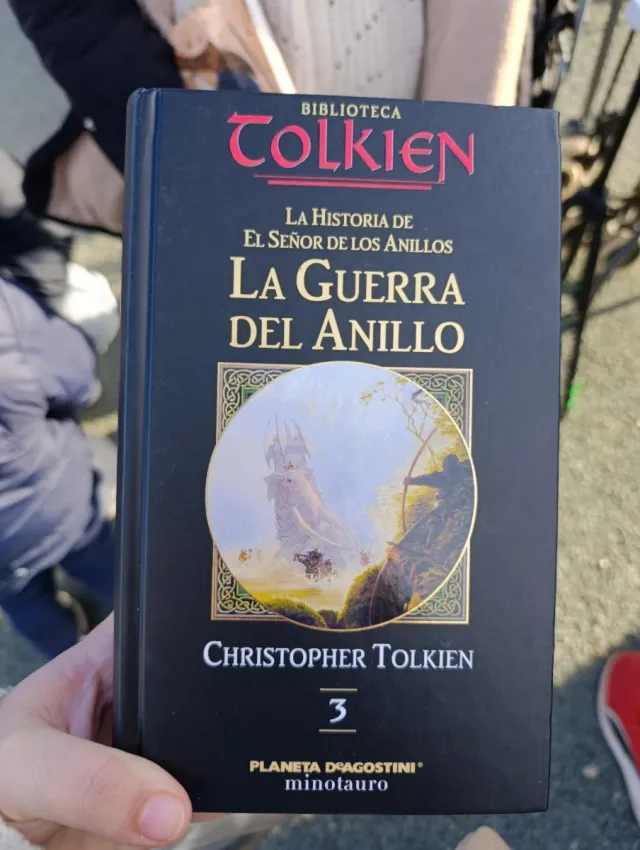 BIBLIOTECA
TOLKIEN
LA HISTORIA DE
EL SEÑOR DE LOS ANILLOS
LA GUERRA
DEL ANILLO
CHRISTOPHER TOLKIEN
3
PLANETA DeAGOSTINI®
minotauro